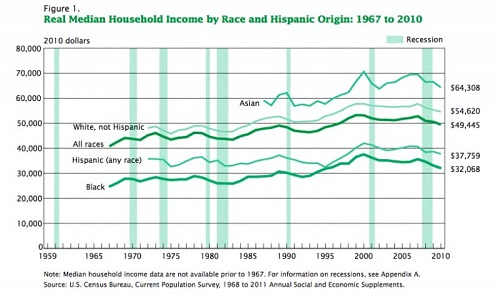 Figure 1.
Real Median Household Income by Race and Hispanic Origin: 1967 to 2010
2010 dollars
Recession
80,000
70,000
Asian
$64,308
60,000
White, not Hispanic
$54,620
50,000
$49,445
All races
40,000
Hispanic (any race)
$37,759
30,000
$32,068
Black
20,000
10,000
0
1959 1965 1970 1975 1980 1985 1990 1995 2000 2005 2010
Note: Median household income data are not available prior to 1967. For information on recessions, see Appendix A.
Source: U.S. Census Bureau, Current Population Survey, 1968 to 2011 Annual Social and Economic Supplements.